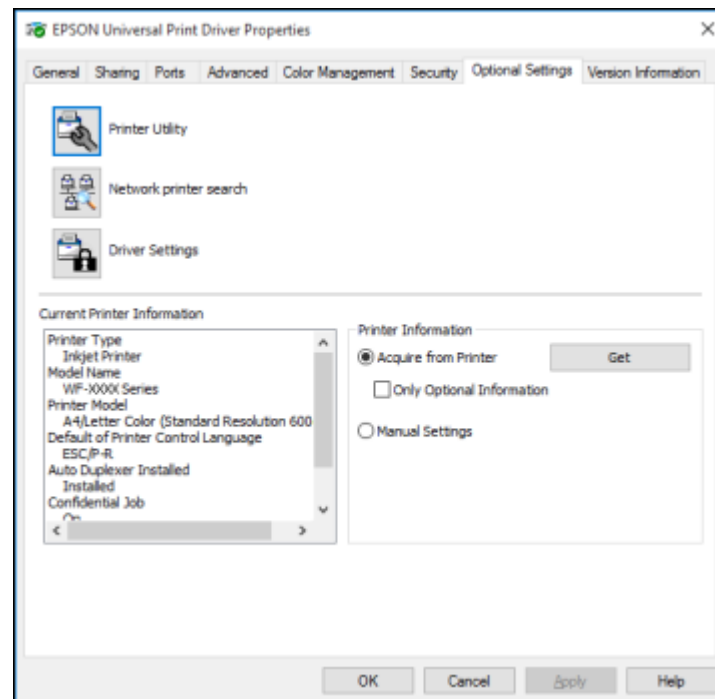 EPSON Universal Print Driver Properties
General Sharing Ports Advanced Color Management Security Optional Settings Version Information
Printer Utility
Network printer search
Driver Settings
Current Printer Information
Printer Type
Inkjet Printer
Model Name
WF-XXXX Series
Printer Model
A4/Letter Color (Standard Resolution 600
Default of Printer Control Language
ESC/P-R
Auto Duplexer Installed
Installed
Confidential Job
On
Printer Information
Acquire from Printer Get
Only Optional Information
Manual Settings
OK Cancel Apply Help